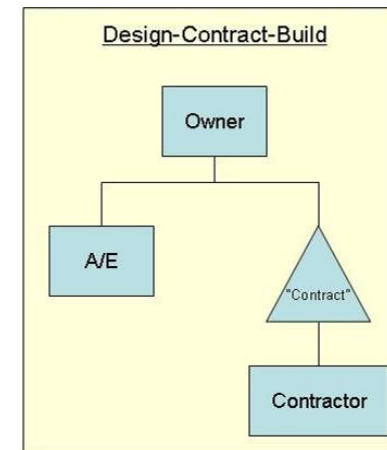 Design-Contract-Build
Owner
A/E
"Contract"
Contractor